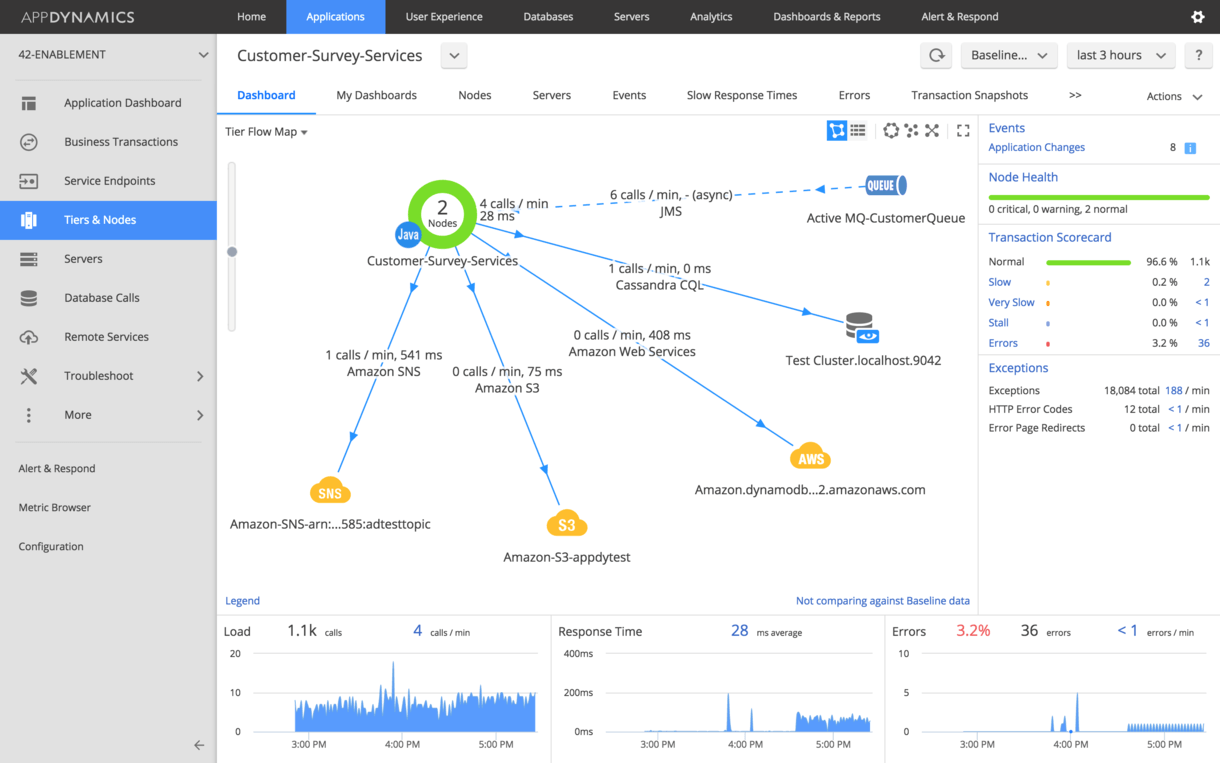 APPDYNAMICS
Home Applications User Experience Databases Servers Analytics Dashboards & Reports Alert & Respond
42-ENABLEMENT
Application Dashboard
Business Transactions
Service Endpoints
Tiers & Nodes
Servers
Database Calls
Remote Services
Troubleshoot
More
Alert & Respond
Metric Browser
Configuration
Customer-Survey-Services
Baseline...
last 3 hours
?
Dashboard My Dashboards Nodes Servers Events Slow Response Times Errors Transaction Snapshots >> Actions
Tier Flow Map
2
Nodes
Java
Customer-Survey-Services
4 calls / min
28 ms
6 calls / min, - (async)
JMS
QUEUE
Active MQ-CustomerQueue
1 calls / min, 0 ms
Cassandra CQL
Test Cluster.localhost.9042
0 calls / min, 408 ms
Amazon Web Services
AWS
Amazon.dynamodb...2.amazonaws.com
1 calls / min, 541 ms
Amazon SNS
SNS
Amazon-SNS-arn:...585:adtesttopic
0 calls / min, 75 ms
Amazon S3
S3
Amazon-S3-appdytest
Legend
Not comparing against Baseline data
Events
Application Changes 8 i
Node Health
0 critical, 0 warning, 2 normal
Transaction Scorecard
Normal 96.6 % 1.1k
Slow 0.2 % 2
Very Slow 0.0 % < 1
Stall 0.0 % < 1
Errors 3.2 % 36
Exceptions
Exceptions 18,084 total 188 / min
HTTP Error Codes 12 total < 1 / min
Error Page Redirects 0 total < 1 / min
Load 1.1k calls 4 calls / min
20
10
0
3:00 PM 4:00 PM 5:00 PM
Response Time 28 ms average
400ms
200ms
0ms
3:00 PM 4:00 PM 5:00 PM
Errors 3.2% 36 errors < 1 errors / min
10
5
0
3:00 PM 4:00 PM 5:00 PM